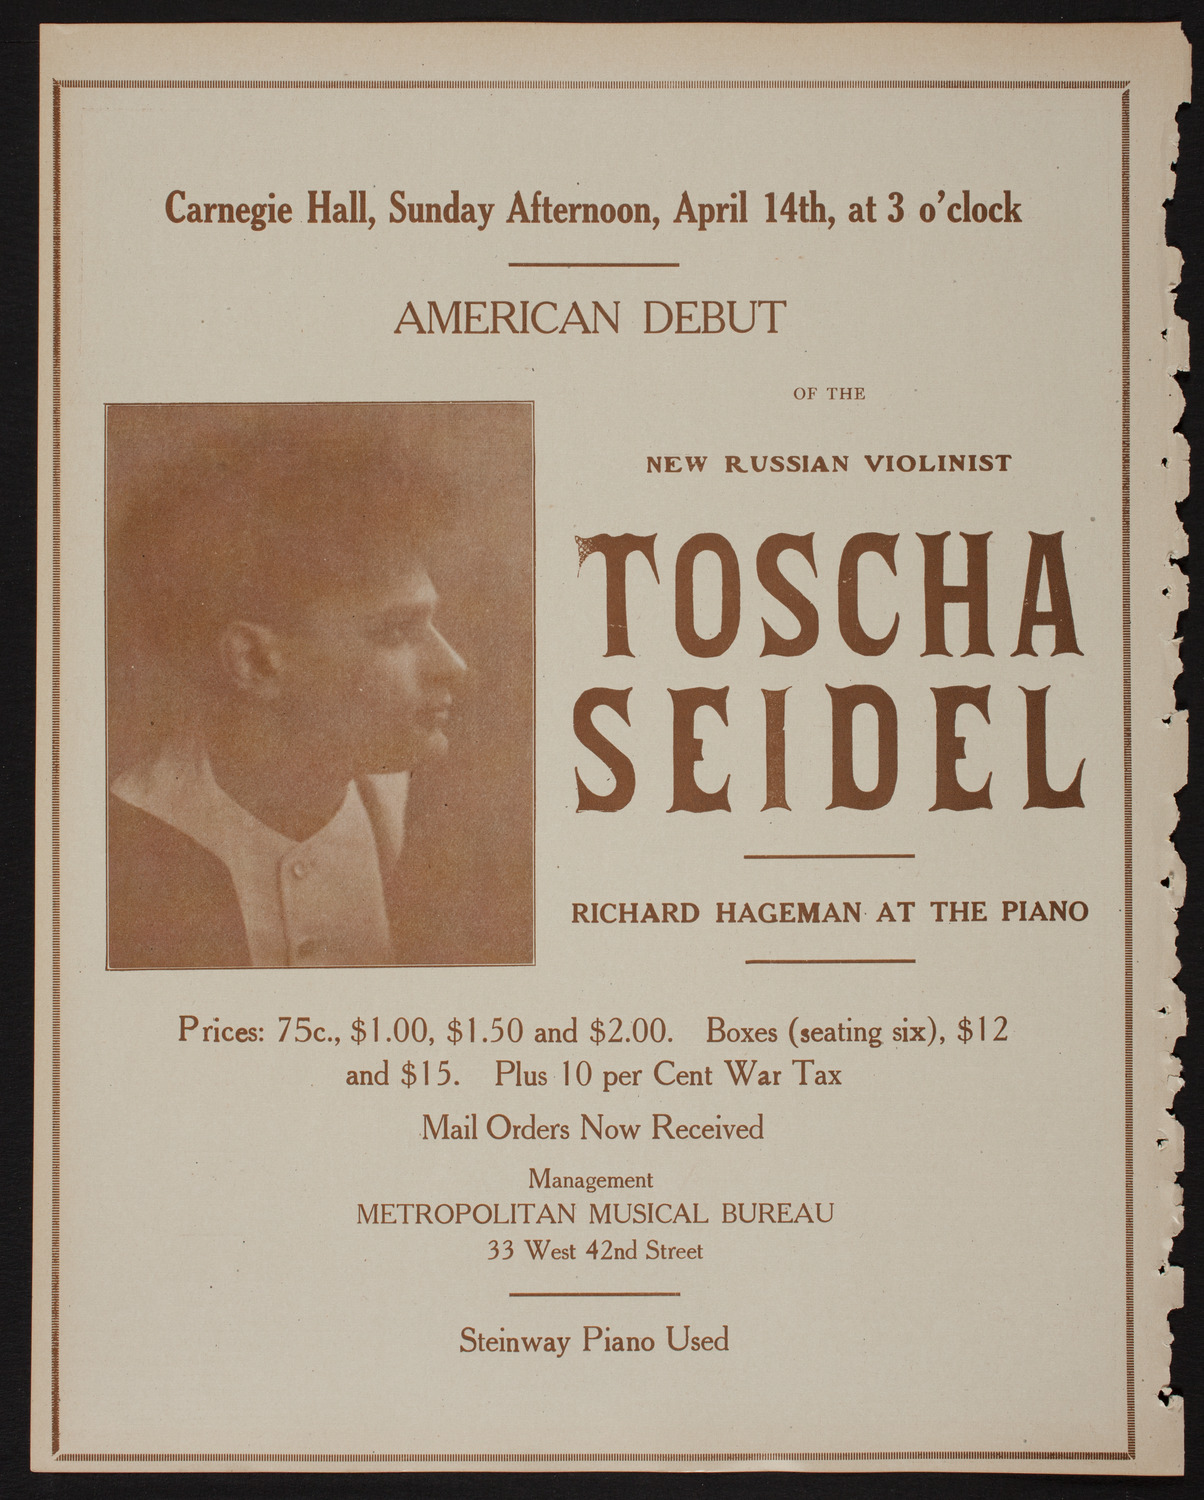 Carnegie Hall, Sunday Afternoon, April 14th, at 3 o'clock
AMERICAN DEBUT
OF THE
NEW RUSSIAN VIOLINIST
TOSCHA
SEIDEL
RICHARD HAGEMAN AT THE PIANO
Prices: 75c., $1.00, $1.50 and $2.00. Boxes (seating six), $12
and $15. Plus 10 per Cent War Tax
Mail Orders Now Received
Management
METROPOLITAN MUSICAL BUREAU
33 West 42nd Street
Steinway Piano Used